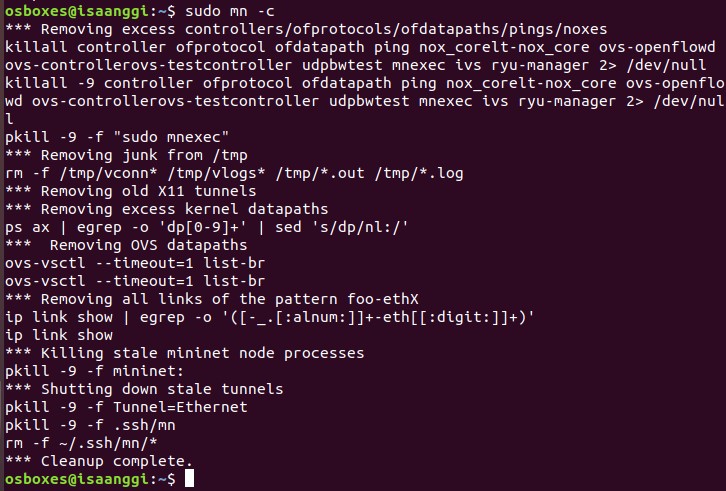 osboxes@isaanggi:~$ sudo mn -c
*** Removing excess controllers/ofprotocols/ofdatapaths/pings/noxes
killall controller ofprotocol ofdatapath ping nox_corelt-nox_core ovs-openflowd
ovs-controllerovs-testcontroller udpbwtest mnexec ivs ryu-manager 2> /dev/null
killall -9 controller ofprotocol ofdatapath ping nox_corelt-nox_core ovs-openflo
wd ovs-controllerovs-testcontroller udpbwtest mnexec ivs ryu-manager 2> /dev/nul
l
pkill -9 -f "sudo mnexec"
*** Removing junk from /tmp
rm -f /tmp/vconn* /tmp/vlogs* /tmp/*.out /tmp/*.log
*** Removing old X11 tunnels
*** Removing excess kernel datapaths
ps ax | egrep -o 'dp[0-9]+' | sed 's/dp/nl:/'
***  Removing OVS datapaths
ovs-vsctl --timeout=1 list-br
ovs-vsctl --timeout=1 list-br
*** Removing all links of the pattern foo-ethX
ip link show | egrep -o '([-_.[:alnum:]]+-eth[[:digit:]]+)'
ip link show
*** Killing stale mininet node processes
pkill -9 -f mininet:
*** Shutting down stale tunnels
pkill -9 -f Tunnel=Ethernet
pkill -9 -f .ssh/mn
rm -f ~/.ssh/mn/*
*** Cleanup complete.
osboxes@isaanggi:~$